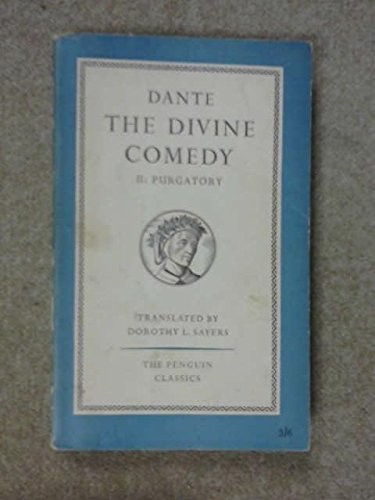 DANTE
THE DIVINE
COMEDY
II: PURGATORY
TRANSLATED BY
DOROTHY L. SAYERS
THE PENGUIN
CLASSICS
3/6